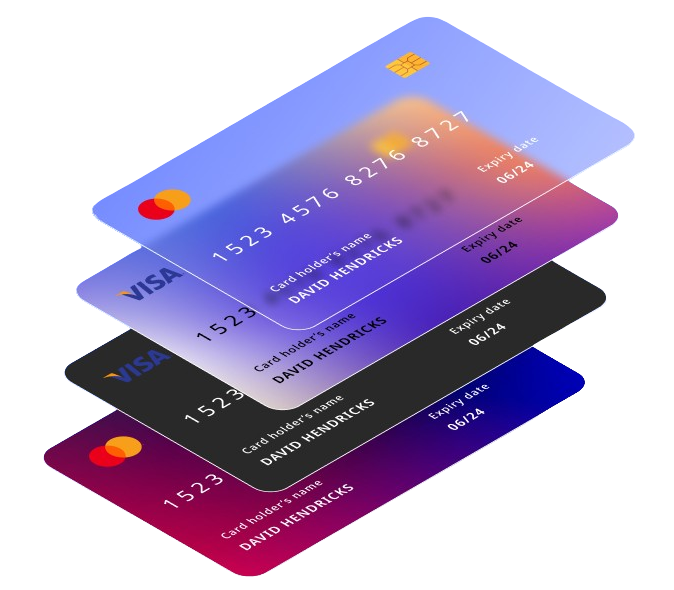 1523 4576 8276 8727
Expiry date
06/24
Card holder's name
DAVID HENDRICKS
VISA
1523
Expiry date
06/24
Card holder's name
DAVID HENDRICKS
VISA
1523
Expiry date
06/24
Card holder's name
DAVID HENDRICKS
1523
Expiry date
06/24
Card holder's name
DAVID HENDRICKS